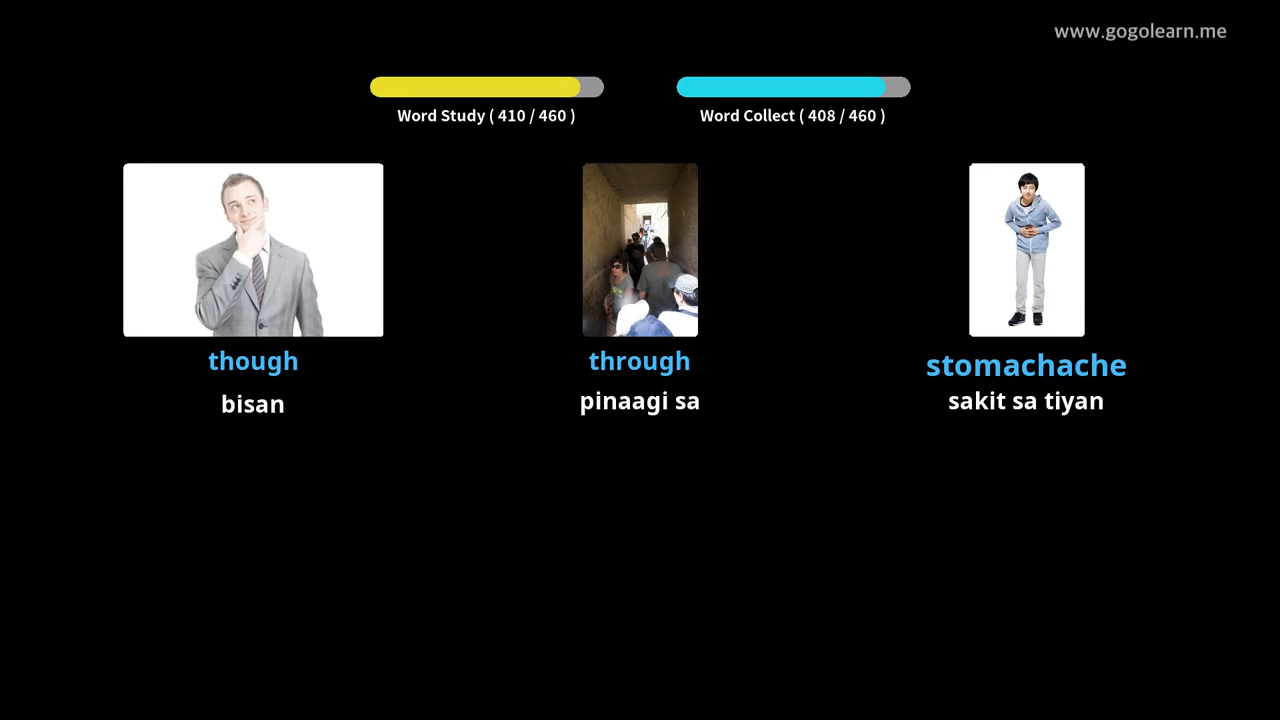 www.gogolearn.me
Word Study ( 410 / 460 )
Word Collect ( 408 / 460 )
though
bisan
through
pinaagi sa
stomachache
sakit sa tiyan